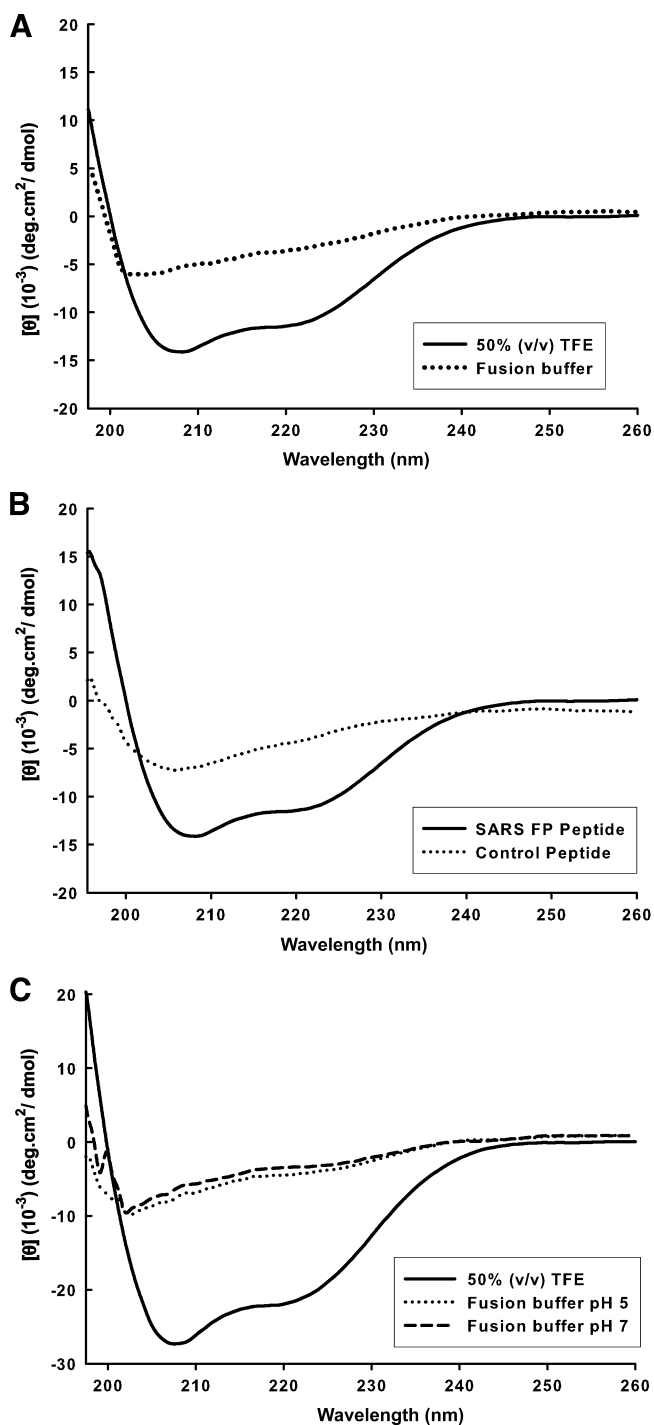 A
20
15
10
5
0
-5
-10
-15
-20
[θ] (10⁻³) (deg.cm²/ dmol)
50% (v/v) TFE
Fusion buffer
200 210 220 230 240 250 260
Wavelength (nm)
B
20
15
10
5
0
-5
-10
-15
-20
[θ] (10⁻³) (deg.cm²/ dmol)
SARS FP Peptide
Control Peptide
200 210 220 230 240 250 260
Wavelength (nm)
C
20
10
0
-10
-20
-30
[θ] (10⁻³) (deg.cm²/ dmol)
50% (v/v) TFE
Fusion buffer pH 5
Fusion buffer pH 7
200 210 220 230 240 250 260
Wavelength (nm)